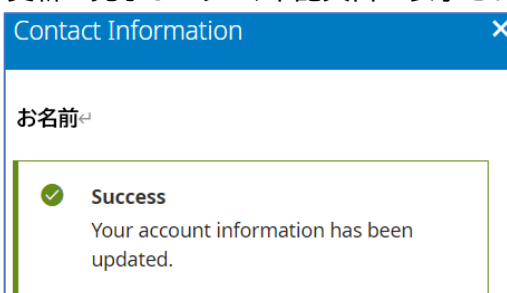 Contact Information
お名前
Success
Your account information has been
updated.